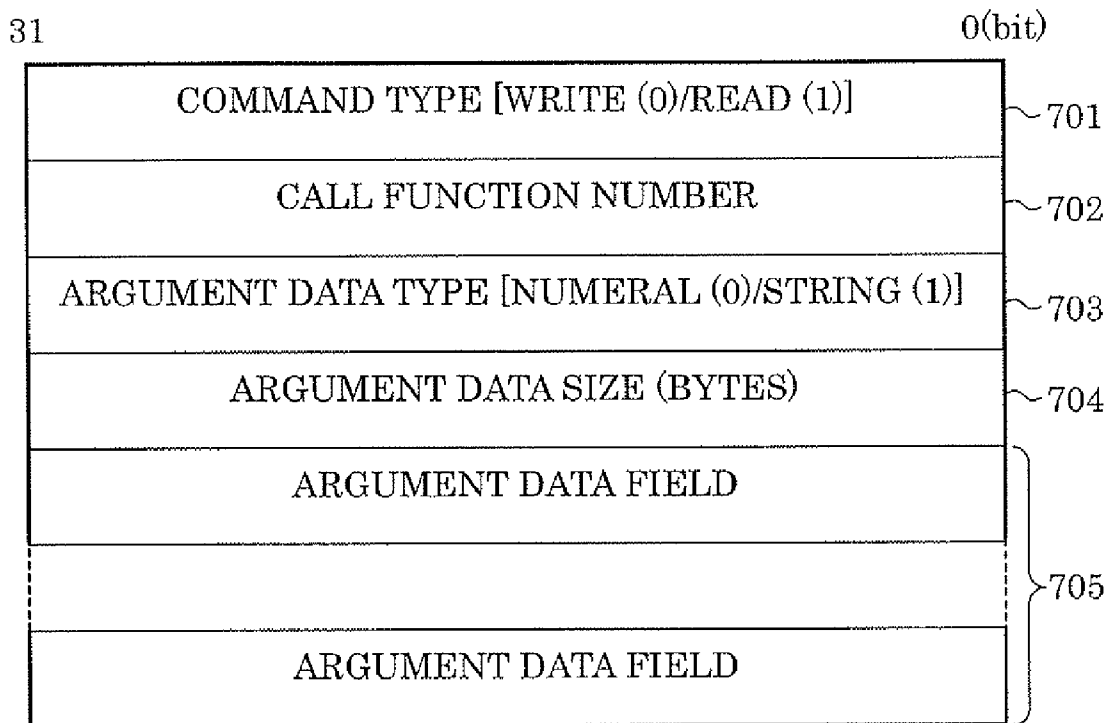 31 0(bit)
COMMAND TYPE [WRITE (0)/READ (1)] 701
CALL FUNCTION NUMBER 702
ARGUMENT DATA TYPE [NUMERAL (0)/STRING (1)] 703
ARGUMENT DATA SIZE (BYTES) 704
ARGUMENT DATA FIELD
705
ARGUMENT DATA FIELD